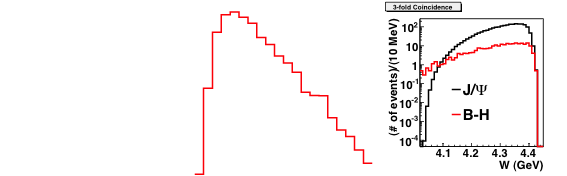 3-fold Coincidence
(# of events)/(10 MeV)
10²
10
1
10⁻¹
10⁻²
10⁻³
10⁻⁴
J/Ψ
B-H
4.1 4.2 4.3 4.4
W (GeV)